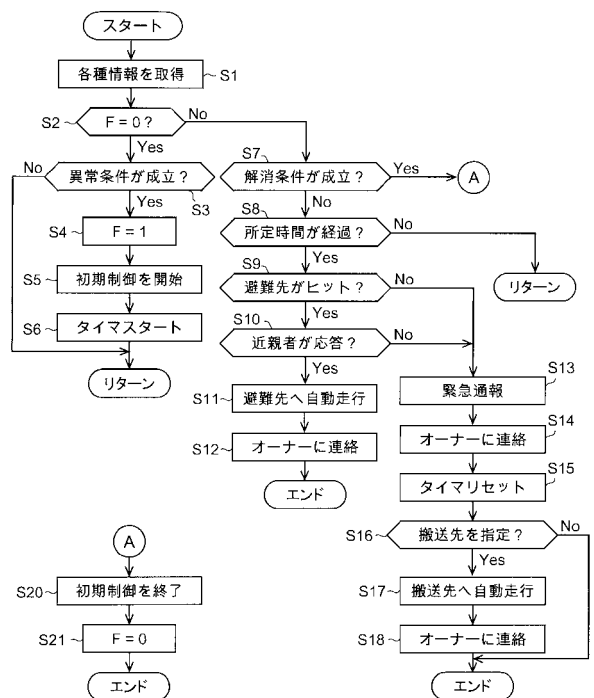 スタート
各種情報を取得
S1
S2
F = 0 ?
No
Yes
No
異常条件が成立?
S3
Yes
S4
F = 1
S5
初期制御を開始
S6
タイマスタート
リターン
S7
解消条件が成立?
Yes
A
No
S8
所定時間が経過?
No
リターン
Yes
S9
避難先がヒット?
No
Yes
S10
近親者が応答?
No
Yes
S11
避難先へ自動走行
S12
オーナーに連絡
エンド
緊急通報
S13
オーナーに連絡
S14
タイマリセット
S15
S16
搬送先を指定?
No
Yes
S17
搬送先へ自動走行
S18
オーナーに連絡
エンド
A
S20
初期制御を終了
S21
F = 0
エンド